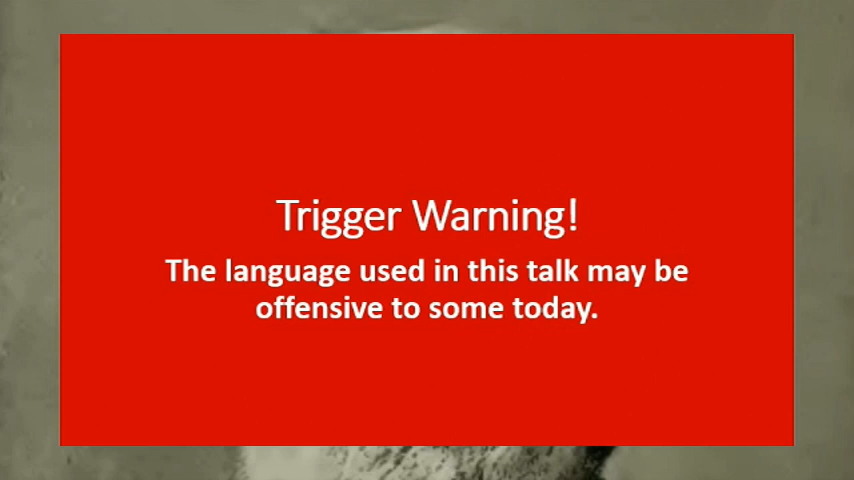 Trigger Warning!
The language used in this talk may be
offensive to some today.